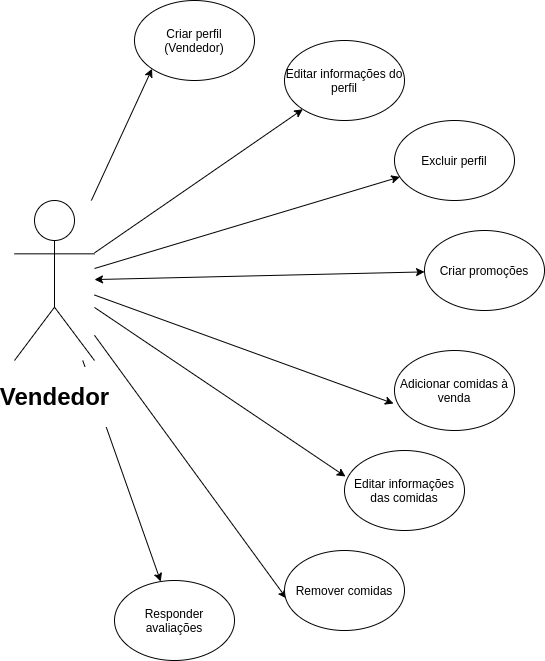 Criar perfil
(Vendedor)
Editar informações do
perfil
Excluir perfil
Criar promoções
Adicionar comidas à
venda
Vendedor
Editar informações
das comidas
Remover comidas
Responder
avaliações